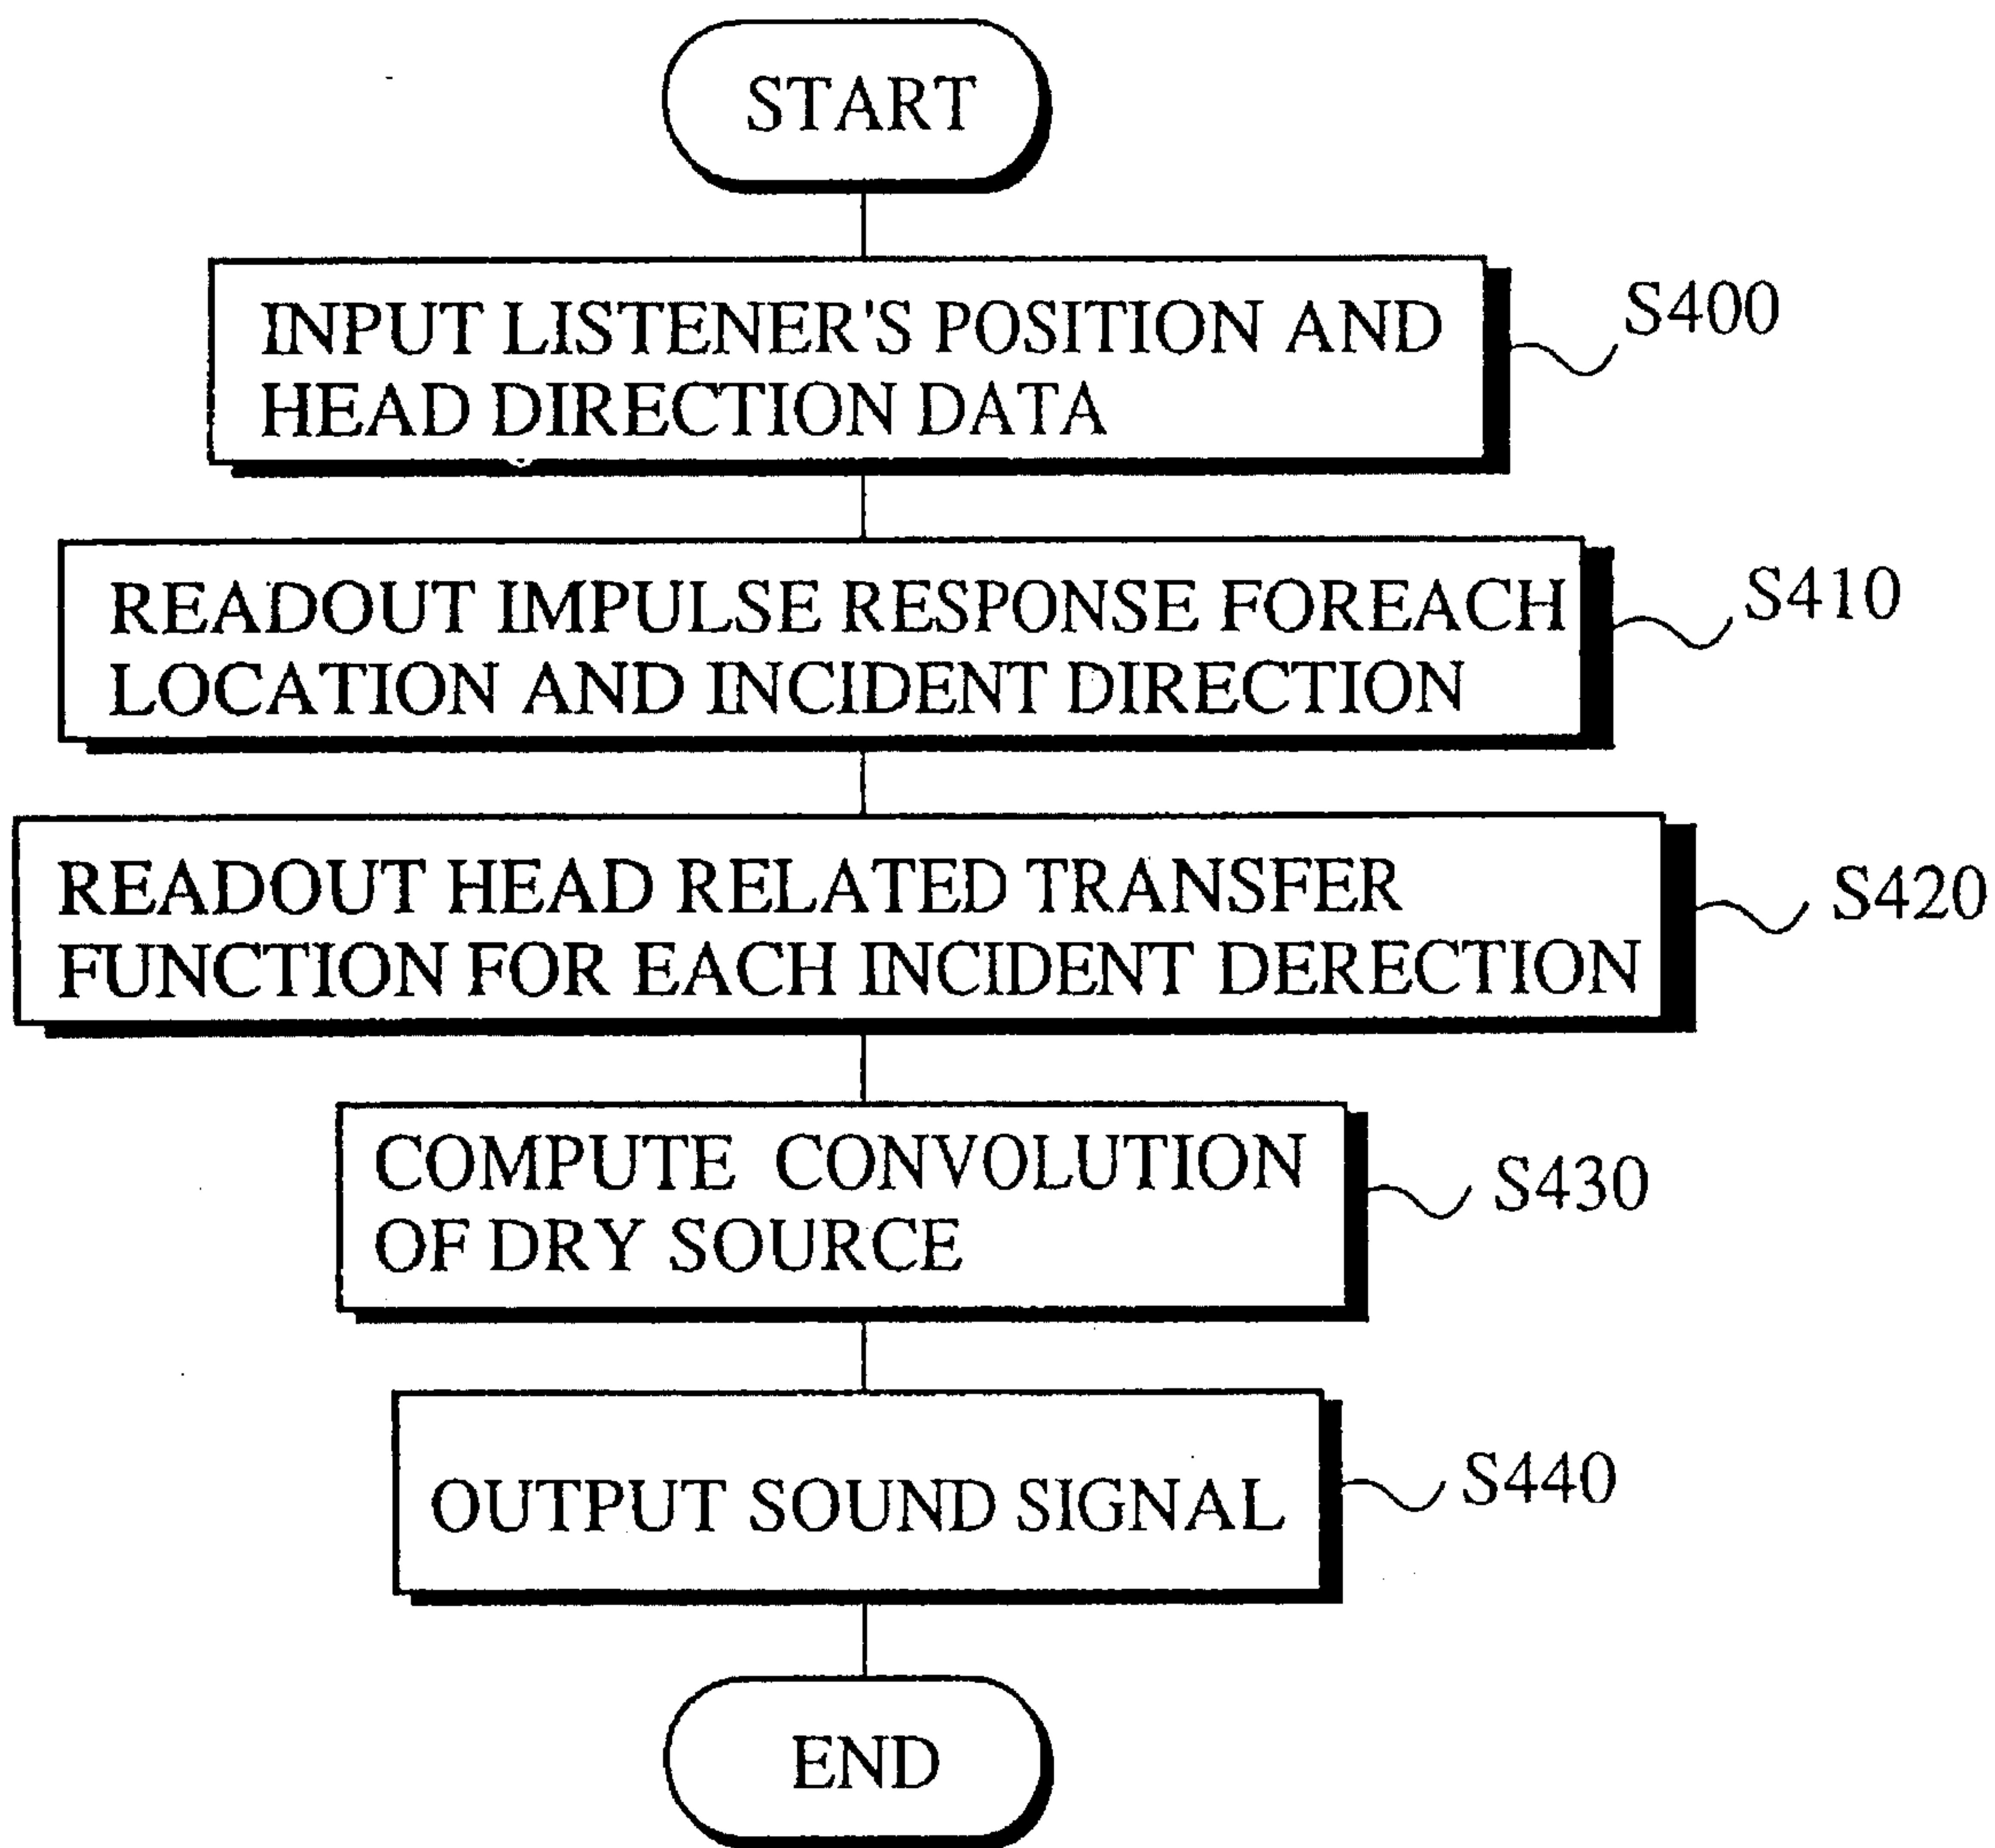 START
INPUT LISTENER'S POSITION AND
HEAD DIRECTION DATA
S400
READOUT IMPULSE RESPONSE FOREACH
LOCATION AND INCIDENT DIRECTION
S410
READOUT HEAD RELATED TRANSFER
FUNCTION FOR EACH INCIDENT DERECTION
S420
COMPUTE CONVOLUTION
OF DRY SOURCE
S430
OUTPUT SOUND SIGNAL
S440
END